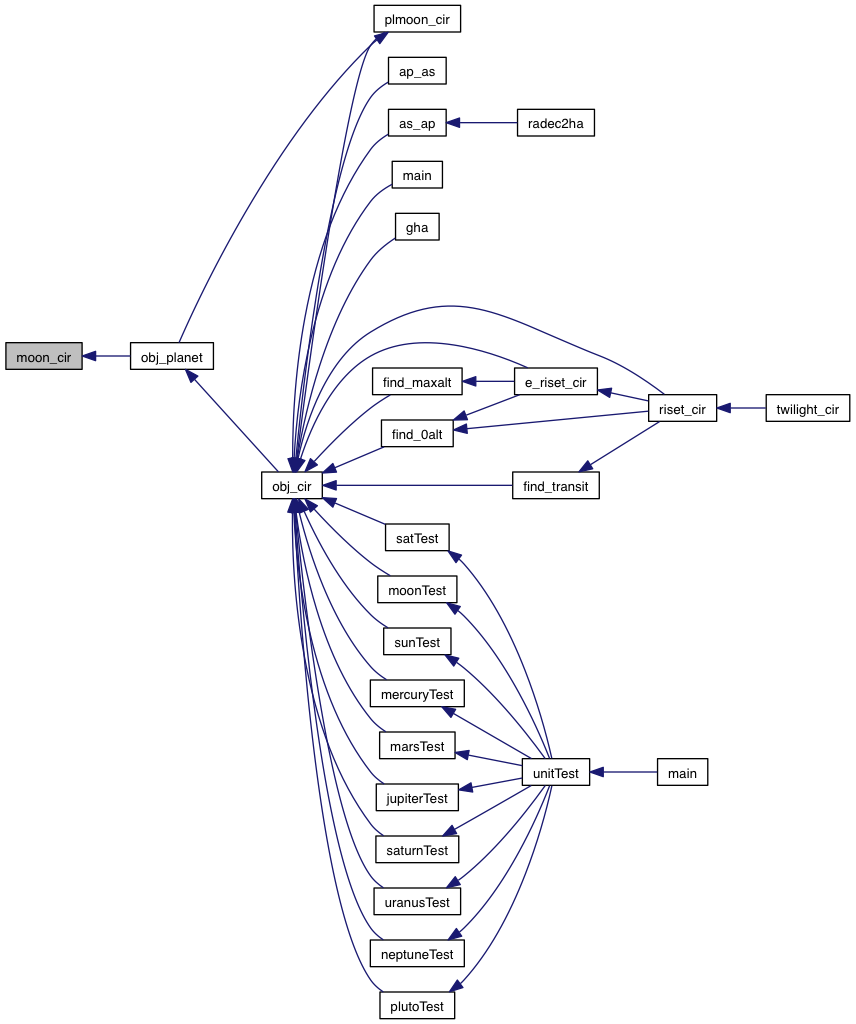 plmoon_cir
ap_as
as_ap
radec2ha
main
gha
moon_cir
obj_planet
find_maxalt
e_riset_cir
riset_cir
twilight_cir
find_0alt
obj_cir
find_transit
satTest
moonTest
sunTest
mercuryTest
marsTest
unitTest
main
jupiterTest
saturnTest
uranusTest
neptuneTest
plutoTest